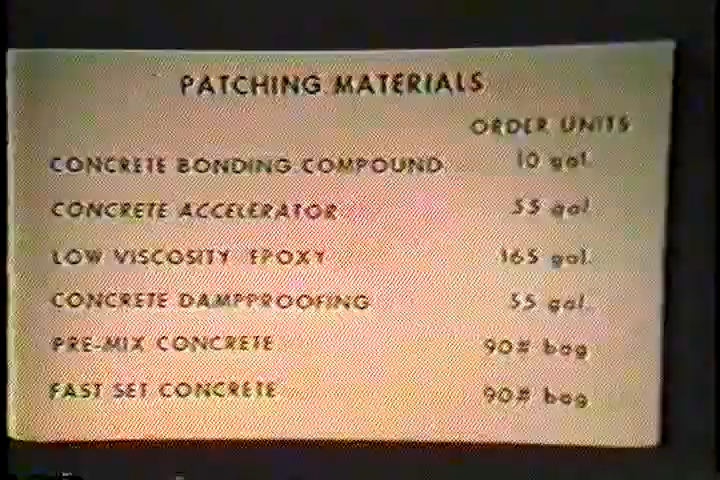 PATCHING MATERIALS
ORDER UNITS
CONCRETE BONDING COMPOUND 10 gal.
CONCRETE ACCELERATOR 55 gal.
LOW VISCOSITY EPOXY 165 gal.
CONCRETE DAMPPROOFING 55 gal.
PRE-MIX CONCRETE 90# bag
FAST SET CONCRETE 90# bag